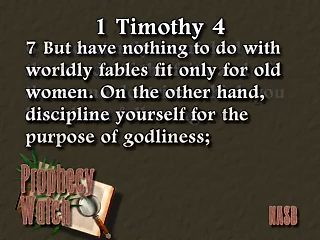 1 Timothy 4
7 But have nothing to do with
worldly fables fit only for old
women. On the other hand,
discipline yourself for the
purpose of godliness;
Prophecy
Watch
NASB